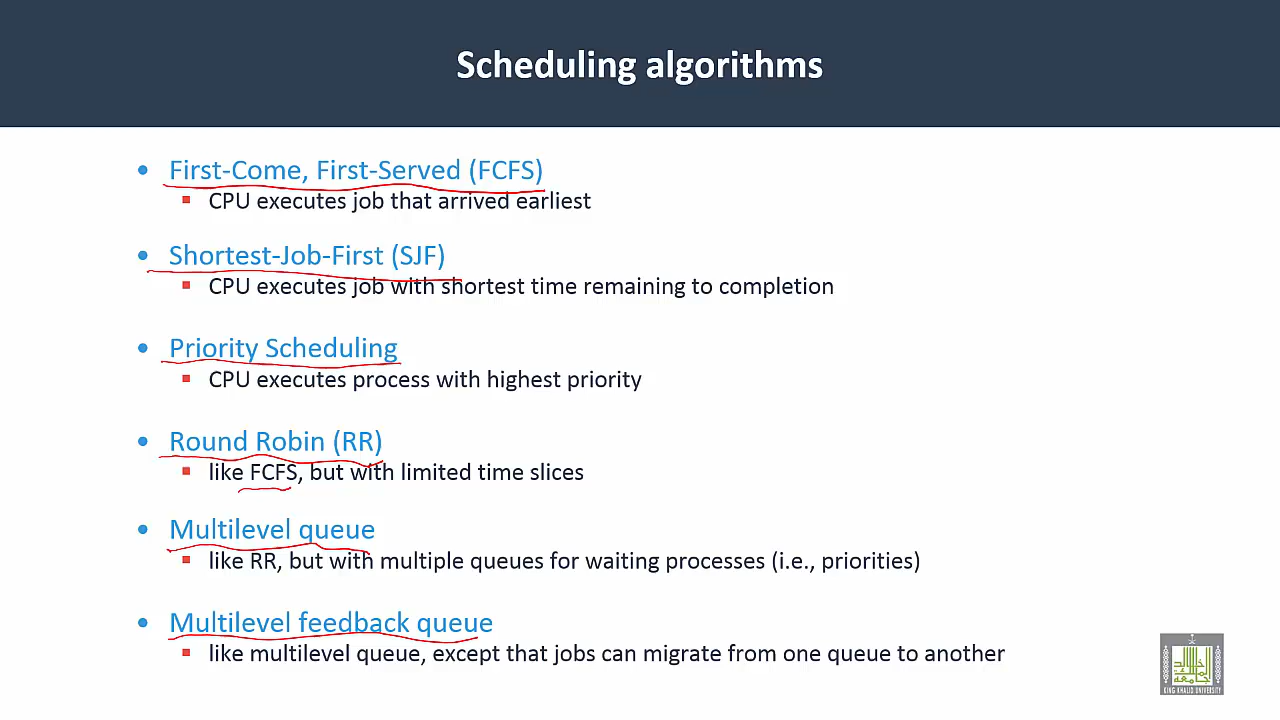 Scheduling algorithms
• First-Come, First-Served (FCFS)
▪ CPU executes job that arrived earliest
• Shortest-Job-First (SJF)
▪ CPU executes job with shortest time remaining to completion
• Priority Scheduling
▪ CPU executes process with highest priority
• Round Robin (RR)
▪ like FCFS, but with limited time slices
• Multilevel queue
▪ like RR, but with multiple queues for waiting processes (i.e., priorities)
• Multilevel feedback queue
▪ like multilevel queue, except that jobs can migrate from one queue to another
KING KHALID UNIVERSITY